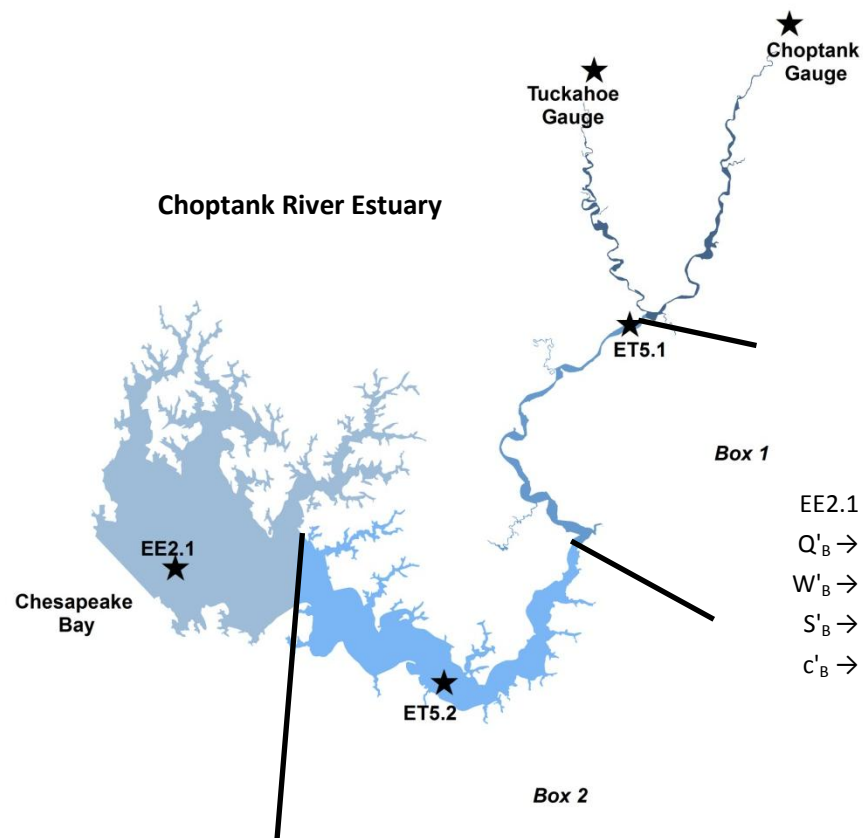 Choptank
Gauge
Tuckahoe
Gauge
Choptank River Estuary
ET5.1
Box 1
EE2.1
Q'B →
W'B →
S'B →
c'B →
EE2.1
Chesapeake
Bay
ET5.2
Box 2